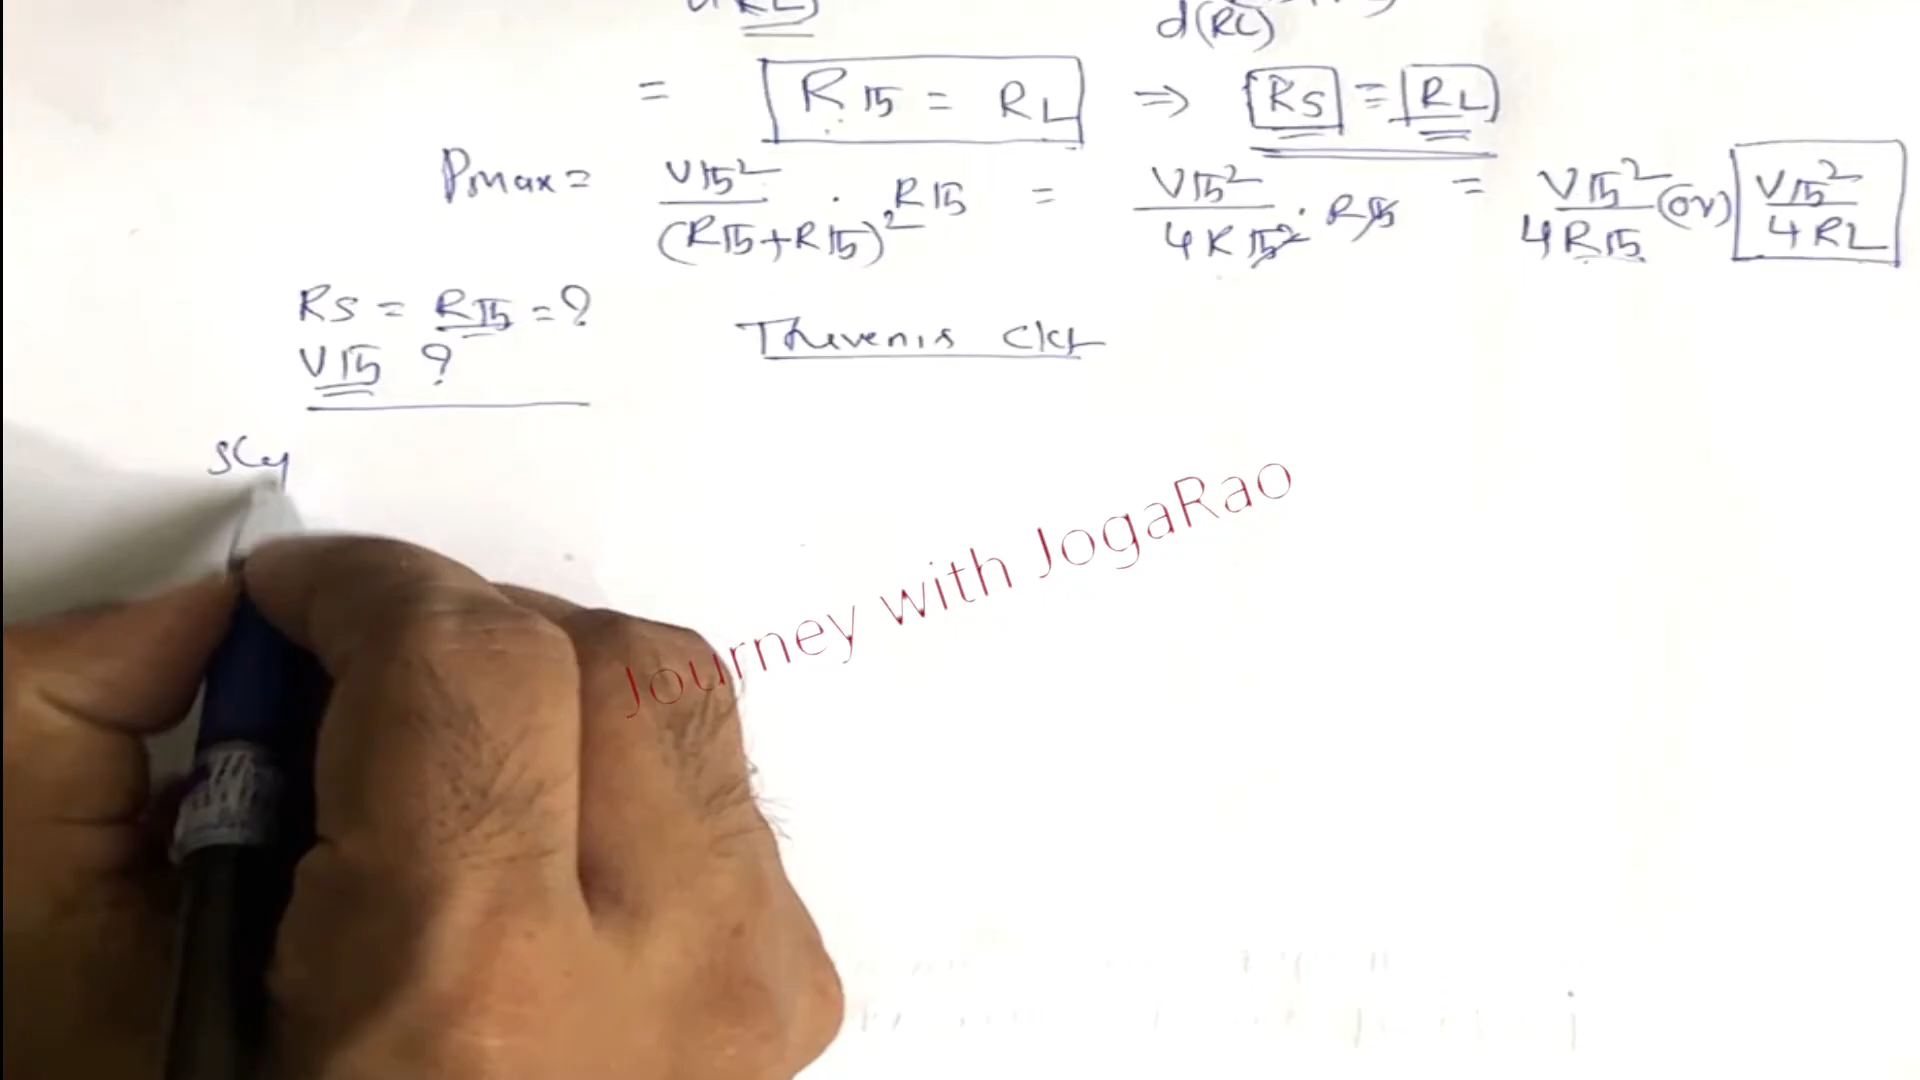 d(RL)
= RTh = RL ⇒ RS = RL
Pmax = VTh² / (RTh+RTh)² . RTh = VTh² / 4RTh² . RTh = VTh² / 4RTh (or) VTh² / 4RL
RS = RTh = ?
VTh ?
Thevenis Ckt
Journey with JogaRao